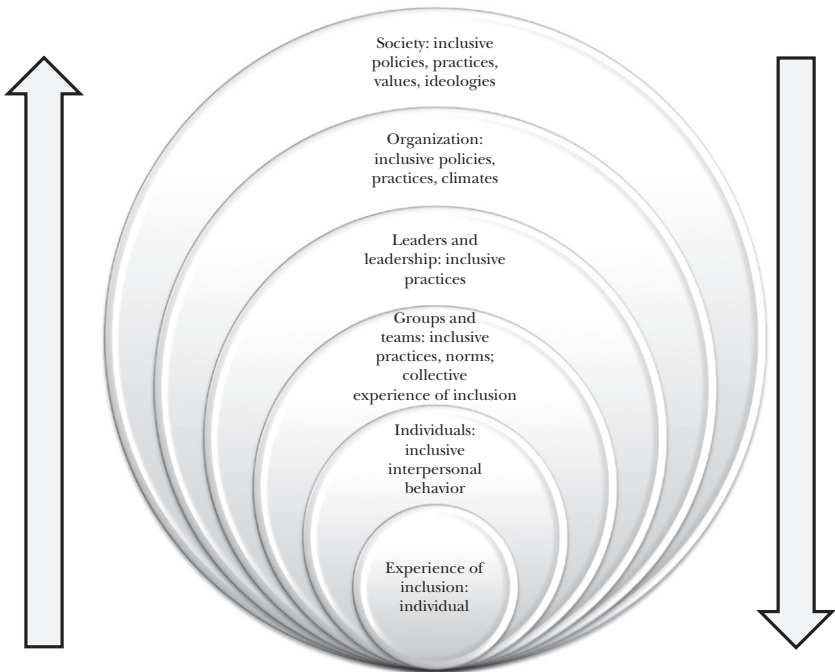 Society: inclusive
policies, practices,
values, ideologies
Organization:
inclusive policies,
practices, climates
Leaders and
leadership: inclusive
practices
Groups and
teams: inclusive
practices, norms;
collective
experience of inclusion
Individuals:
inclusive
interpersonal
behavior
Experience of
inclusion:
individual